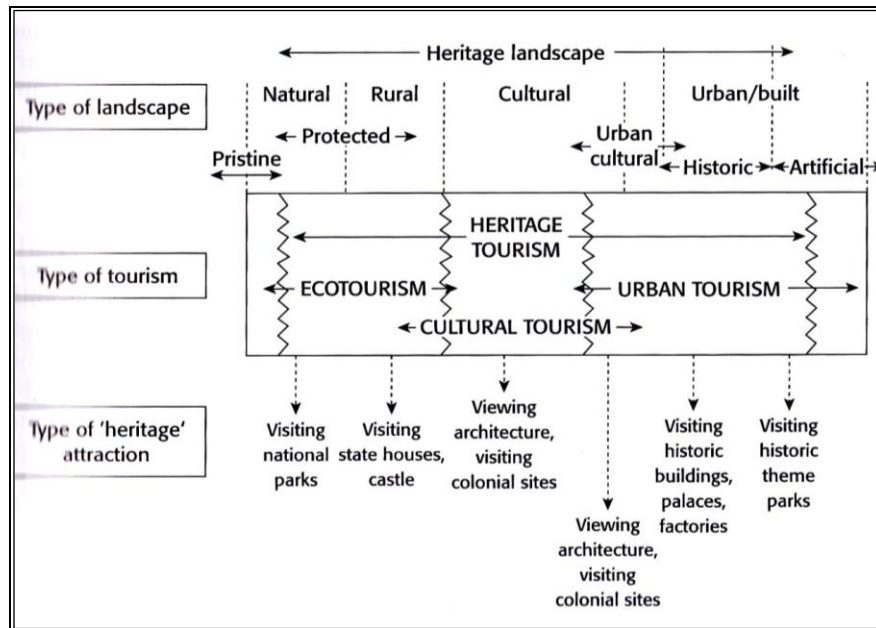 Heritage landscape
Type of landscape
Natural
Rural
Cultural
Urban/built
Protected
Urban
cultural
Pristine
Historic
Artificial
Type of tourism
HERITAGE
TOURISM
ECOTOURISM
URBAN TOURISM
CULTURAL TOURISM
Type of ‘heritage’
attraction
Visiting
national
parks
Visiting
state houses,
castle
Viewing
architecture,
visiting
colonial sites
Viewing
architecture,
visiting
colonial sites
Visiting
historic
buildings,
palaces,
factories
Visiting
historic
theme
parks